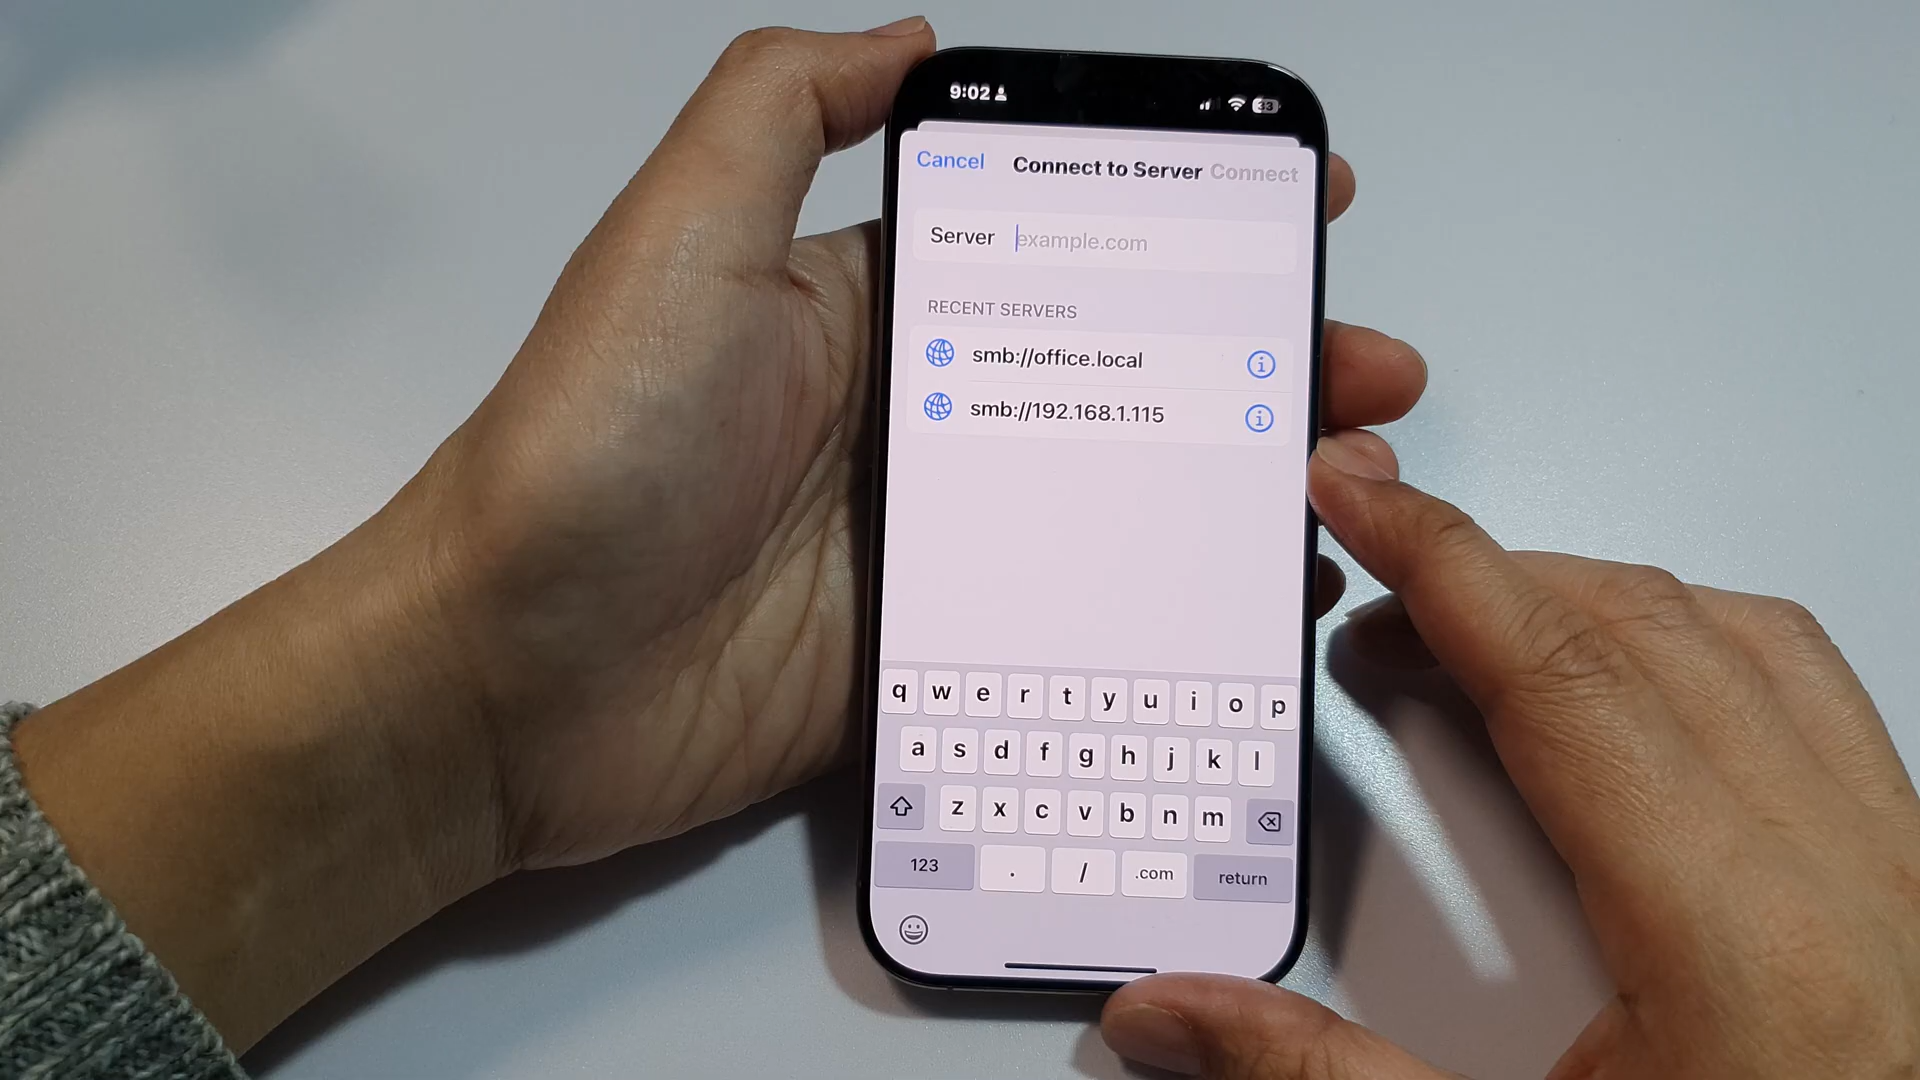 9:02
33
Cancel Connect to Server Connect
Server example.com
RECENT SERVERS
smb://office.local
smb://192.168.1.115
q w e r t y u i o p
a s d f g h j k l
z x c v b n m
123 . / .com return